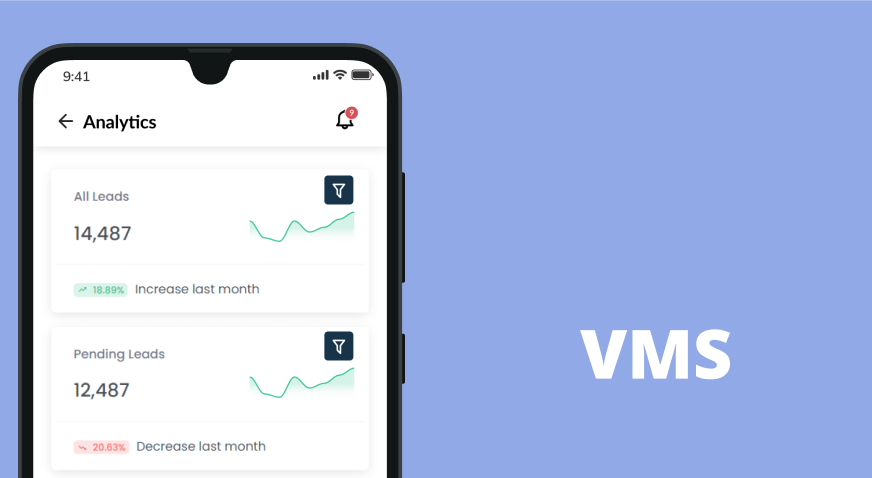 9:41
Analytics
9
All Leads
14,487
18.89% Increase last month
Pending Leads
12,487
20.63% Decrease last month
VMS